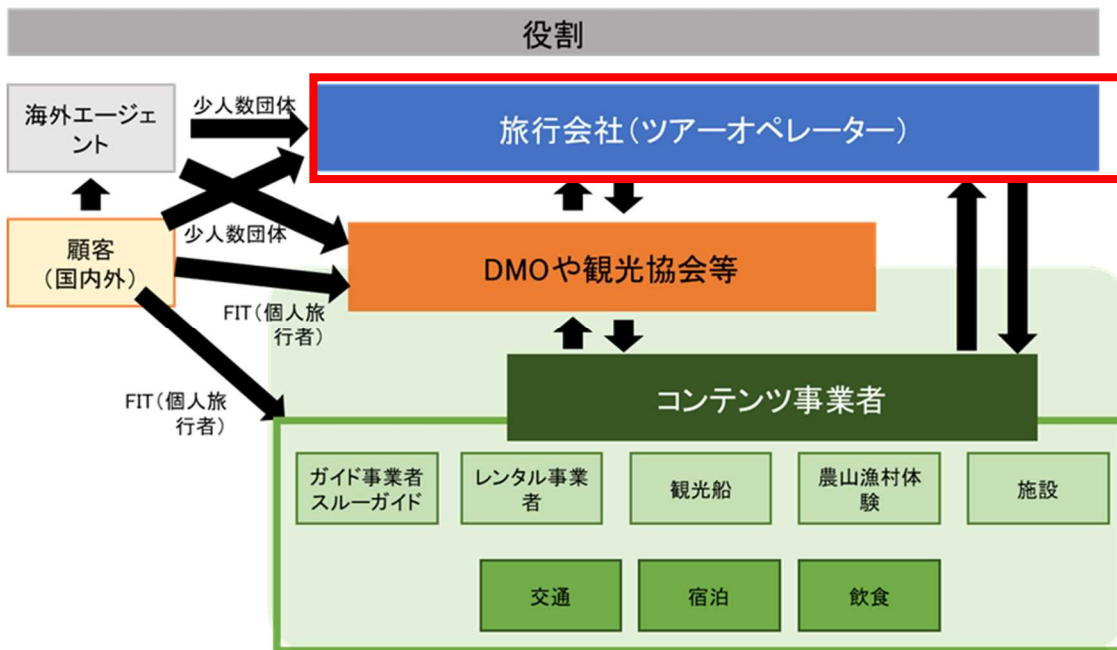 役割
海外エージェ
ント
少人数団体
旅行会社(ツアーオペレーター)
顧客
(国内外)
少人数団体
DMOや観光協会等
FIT(個人旅
行者)
FIT(個人旅
行者)
コンテンツ事業者
ガイド事業者
スルーガイド
レンタル事業
者
観光船
農山漁村体
験
施設
交通
宿泊
飲食